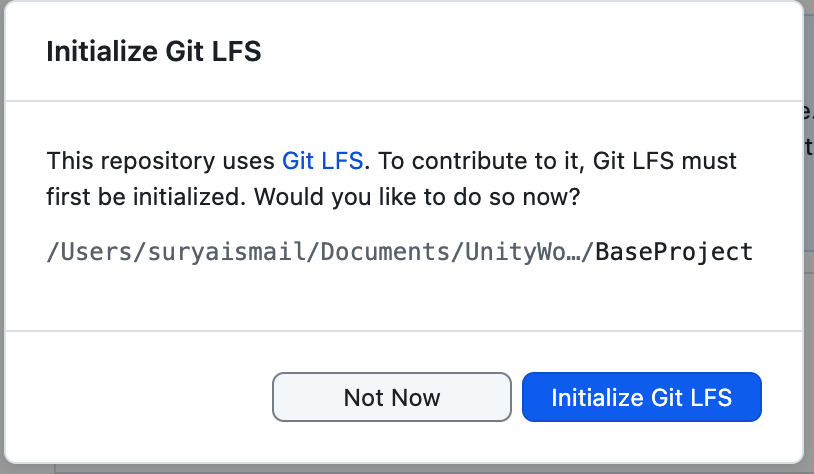 Initialize Git LFS
This repository uses Git LFS. To contribute to it, Git LFS must
first be initialized. Would you like to do so now?
/Users/suryaismail/Documents/UnityWo…/BaseProject
Not Now
Initialize Git LFS